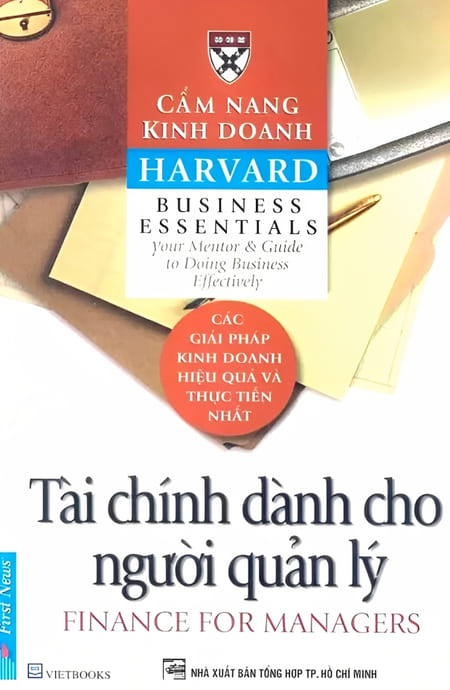 CẨM NANG
KINH DOANH
HARVARD
BUSINESS
ESSENTIALS
Your Mentor & Guide
to Doing Business
Effectively
CÁC
GIẢI PHÁP
KINH DOANH
HIỆU QUẢ VÀ
THỰC TIỄN
NHẤT
Tài chính dành cho
người quản lý
FINANCE FOR MANAGERS
First News
VIETBOOKS
NHÀ XUẤT BẢN TỔNG HỢP TP. HỒ CHÍ MINH